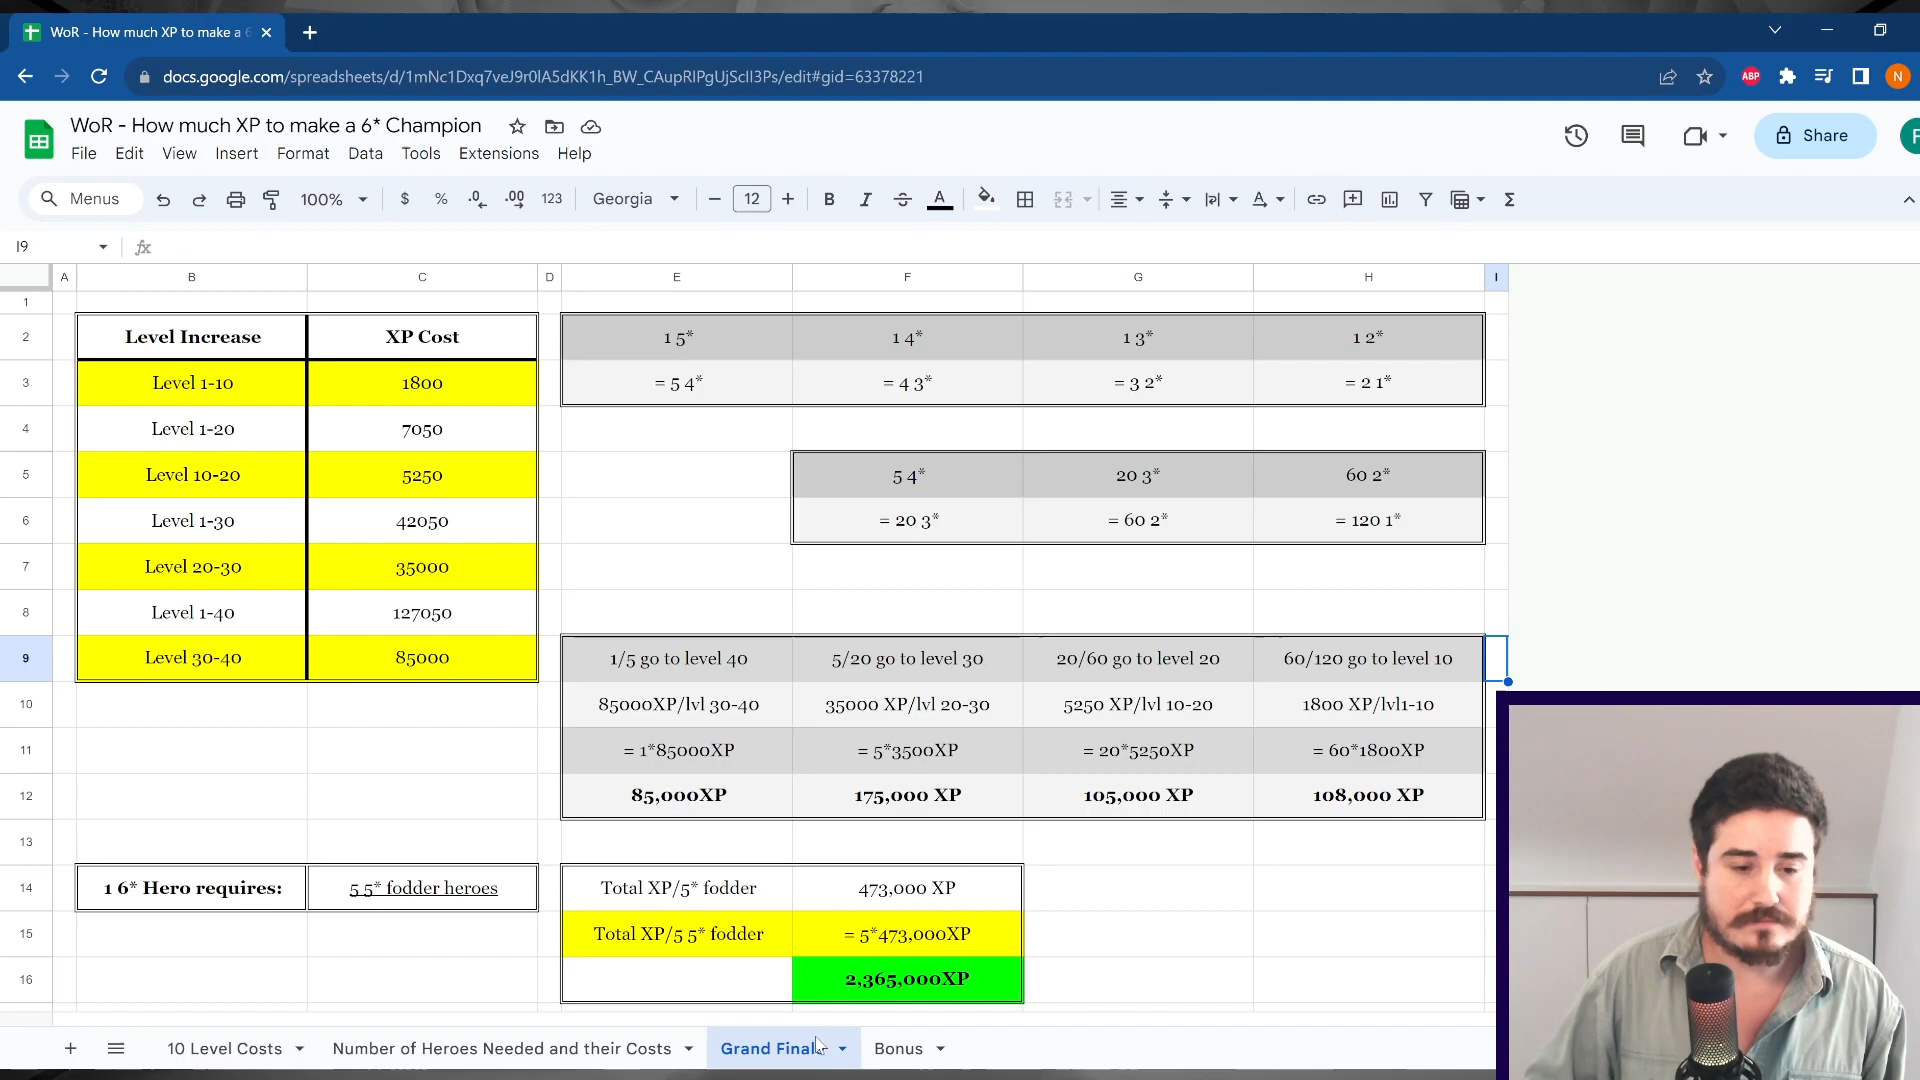 WoR - How much XP to make a 6
docs.google.com/spreadsheets/d/1mNc1Dxq7veJ9r0lA5dKK1h_BW_CAupRlPgUjSclI3Ps/edit#gid=63378221
ABP
N
WoR - How much XP to make a 6* Champion
File Edit View Insert Format Data Tools Extensions Help
Share
F
Menus 100% $ % .0 .00 123 Georgia 12 B I S A
I9 fx
A B C D E F G H I
1
2 Level Increase XP Cost 1 5* 1 4* 1 3* 1 2*
3 Level 1-10 1800 = 5 4* = 4 3* = 3 2* = 2 1*
4 Level 1-20 7050
5 Level 10-20 5250 5 4* 20 3* 60 2*
6 Level 1-30 42050 = 20 3* = 60 2* = 120 1*
7 Level 20-30 35000
8 Level 1-40 127050
9 Level 30-40 85000 1/5 go to level 40 5/20 go to level 30 20/60 go to level 20 60/120 go to level 10
10 85000XP/lvl 30-40 35000 XP/lvl 20-30 5250 XP/lvl 10-20 1800 XP/lvl1-10
11 = 1*85000XP = 5*3500XP = 20*5250XP = 60*1800XP
12 85,000XP 175,000 XP 105,000 XP 108,000 XP
13
14 1 6* Hero requires: 5 5* fodder heroes Total XP/5* fodder 473,000 XP
15 Total XP/5 5* fodder = 5*473,000XP
16 2,365,000XP
10 Level Costs Number of Heroes Needed and their Costs Grand Final Bonus